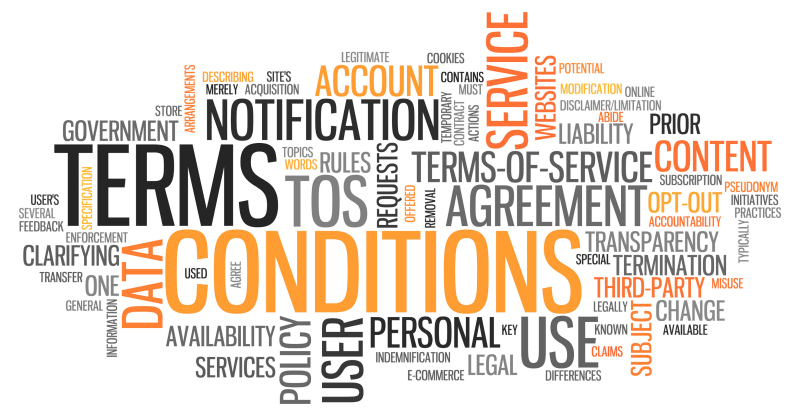 LEGITIMATE
COOKIES
SERVICE
ARRANGEMENTS
DESCRIBING
SITE'S
ACCOUNT
CONTAINS
WEBSITES
POTENTIAL
MERELY
ACQUISITION
MUST
MODIFICATION
ONLINE
STORE
NOTIFICATION
TEMPORARY
CONTRACT
ACTIONS
DISCLAIMER/LIMITATION
ABIDE
GOVERNMENT
LIABILITY
PRIOR
TERMS
TOPICS
WORDS
RULES
REQUESTS
TERMS-OF-SERVICE
CONTENT
SPECIFICATION
TOS
OFFERED
REMOVAL
AGREEMENT
SUBSCRIPTION
PSEUDONYM
USER'S
OPT-OUT
INITIATIVES
SEVERAL
PRACTICES
FEEDBACK
ACCOUNTABILITY
TYPICALLY
ENFORCEMENT
DATA
CONDITIONS
TRANSPARENCY
CLARIFYING
USED
AGREE
SPECIAL
TERMINATION
TRANSFER
ONE
THIRD-PARTY
MISUSE
GENERAL
INFORMATION
LEGALLY
SUBJECT
CHANGE
AVAILABILITY
POLICY
USER
PERSONAL
KEY
USE
KNOWN
AVAILABLE
SERVICES
INDEMNIFICATION
LEGAL
CLAIMS
E-COMMERCE
DIFFERENCES